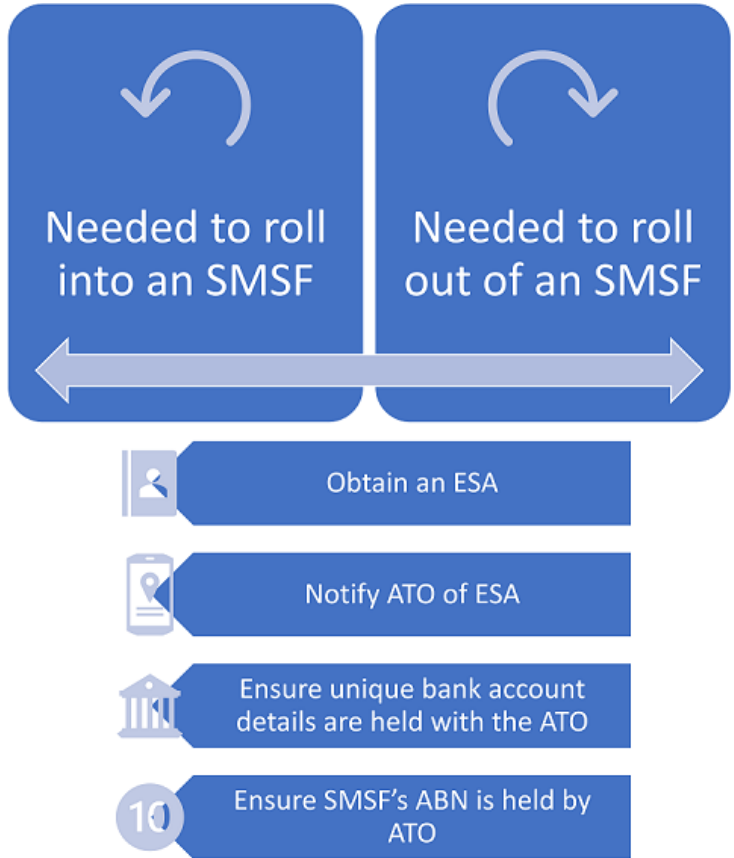 Needed to roll
into an SMSF
Needed to roll
out of an SMSF
Obtain an ESA
Notify ATO of ESA
Ensure unique bank account
details are held with the ATO
10
Ensure SMSF’s ABN is held by
ATO